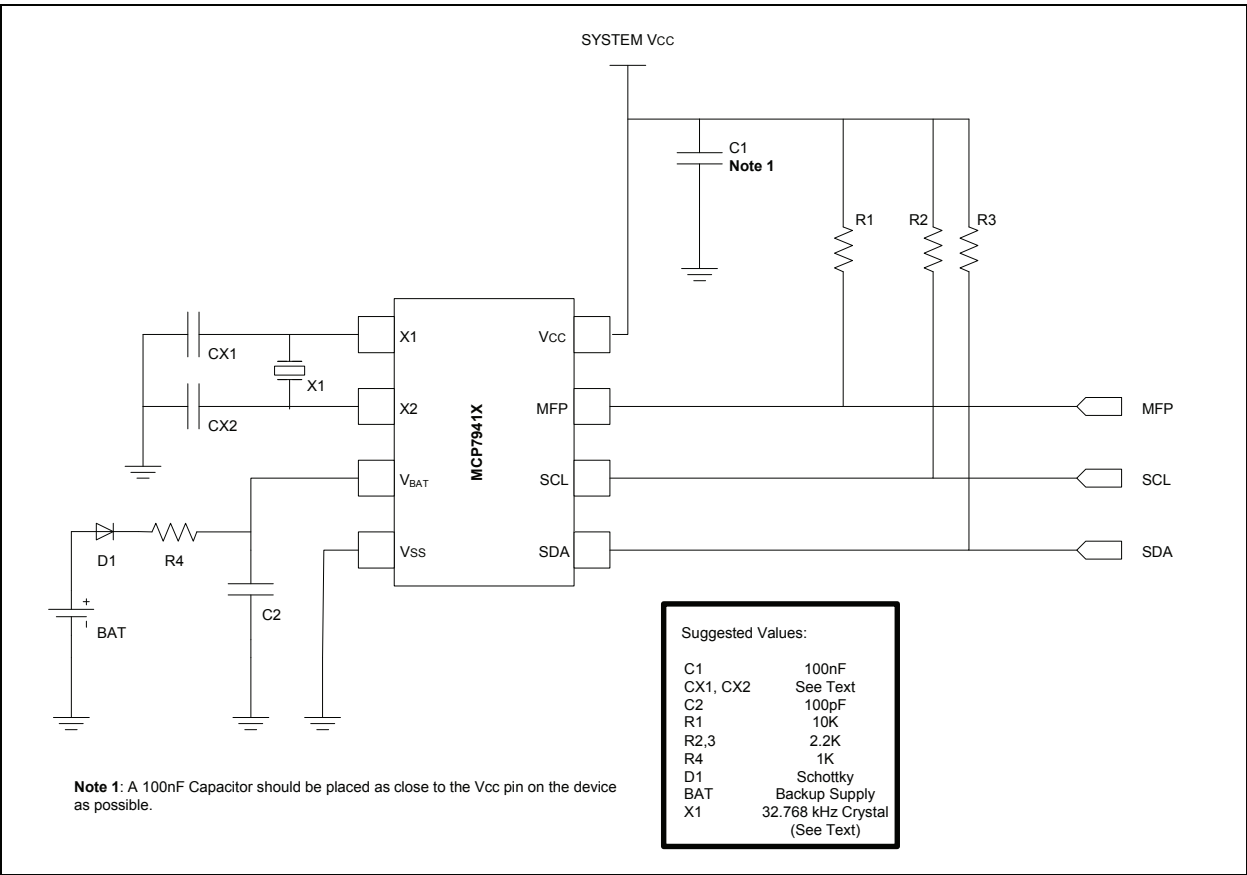 SYSTEM VCC
C1
Note 1
R1
R2
R3
CX1
X1
CX2
X1
X2
VBAT
VSS
MCP7941X
VCC
MFP
SCL
SDA
MFP
SCL
SDA
D1
R4
C2
+
-
BAT
Suggested Values:
C1 100nF
CX1, CX2 See Text
C2 100pF
R1 10K
R2,3 2.2K
R4 1K
D1 Schottky
BAT Backup Supply
X1 32.768 kHz Crystal
(See Text)
Note 1: A 100nF Capacitor should be placed as close to the Vcc pin on the device
as possible.